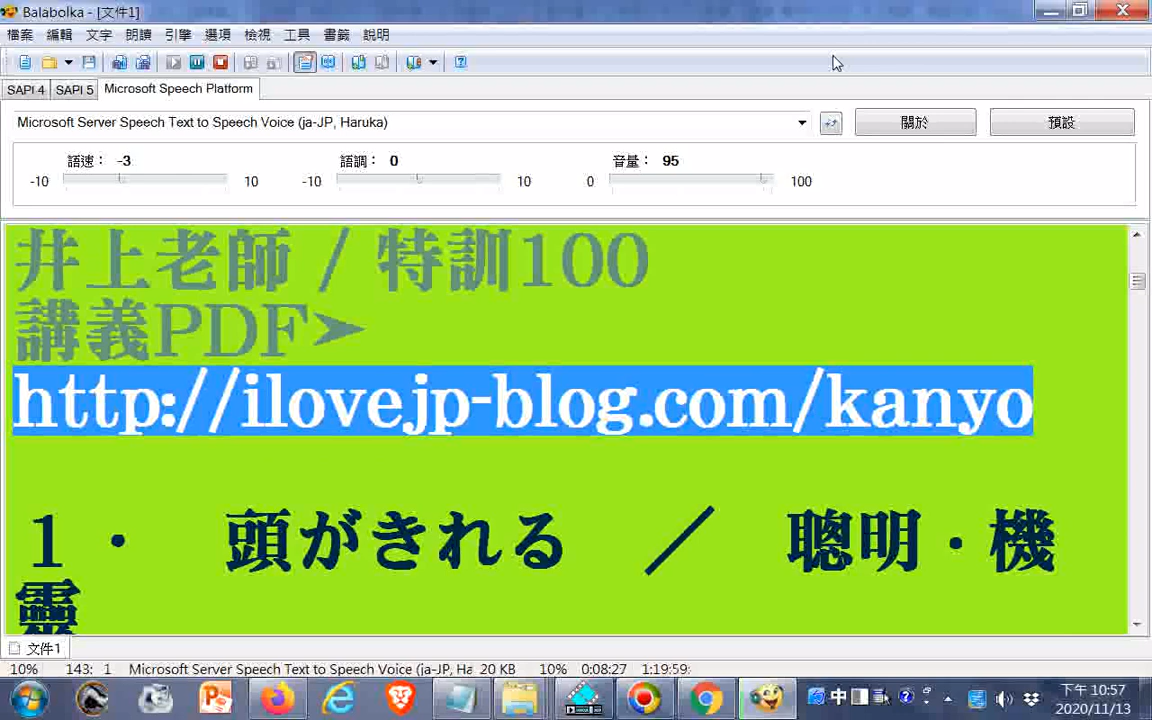 Balabolka - [文件1]
檔案 編輯 文字 朗讀 引擎 選項 檢視 工具 書籤 說明
SAPI 4 SAPI 5 Microsoft Speech Platform
Microsoft Server Speech Text to Speech Voice (ja-JP, Haruka) 關於 預設
語速： -3 語調： 0 音量： 95
-10 10 -10 10 0 100
井上老師 / 特訓100
講義PDF➤
http://ilovejp-blog.com/kanyo
１・　頭がきれる　／　聰明・機
靈
文件1
10% 143: 1 Microsoft Server Speech Text to Speech Voice (ja-JP, Ha 20 KB 10% 0:08:27 1:19:59
中 下午 10:57
2020/11/13